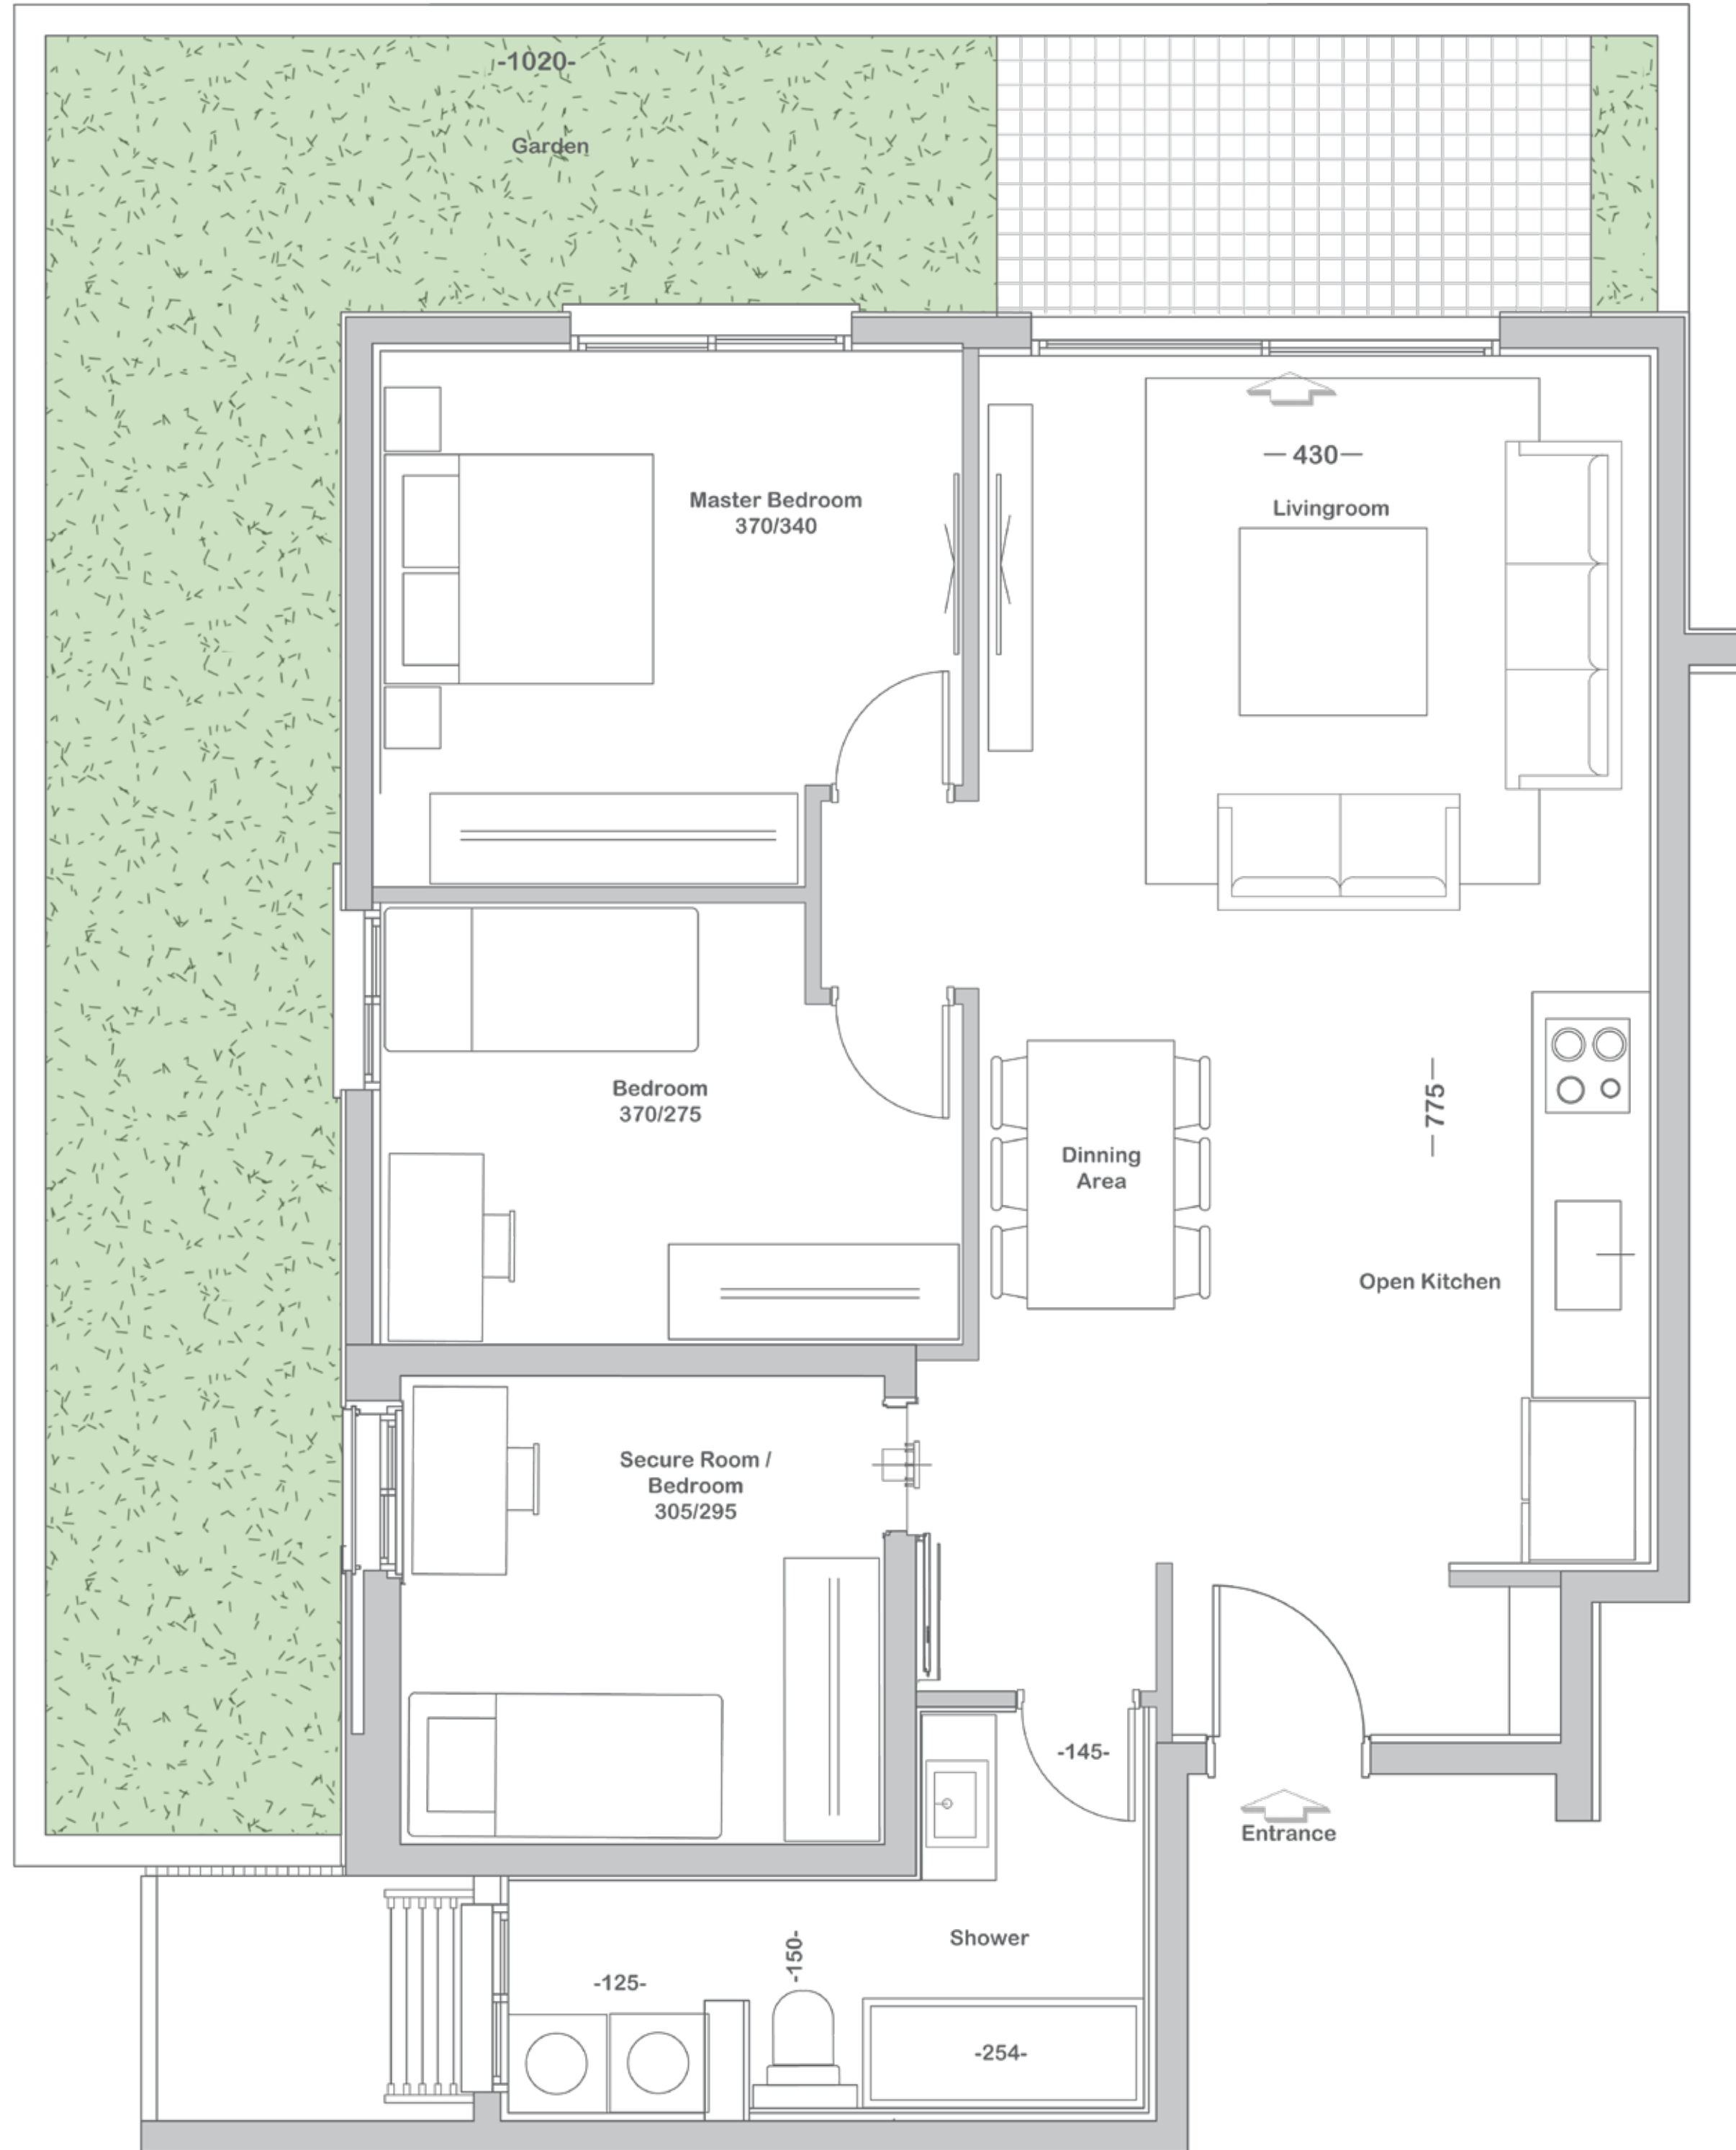 -1020-
Garden
— 430 —
Livingroom
Master Bedroom
370/340
Bedroom
370/275
— 775 —
Dinning
Area
Open Kitchen
Secure Room /
Bedroom
305/295
-145-
Entrance
Shower
-150-
-125-
-254-